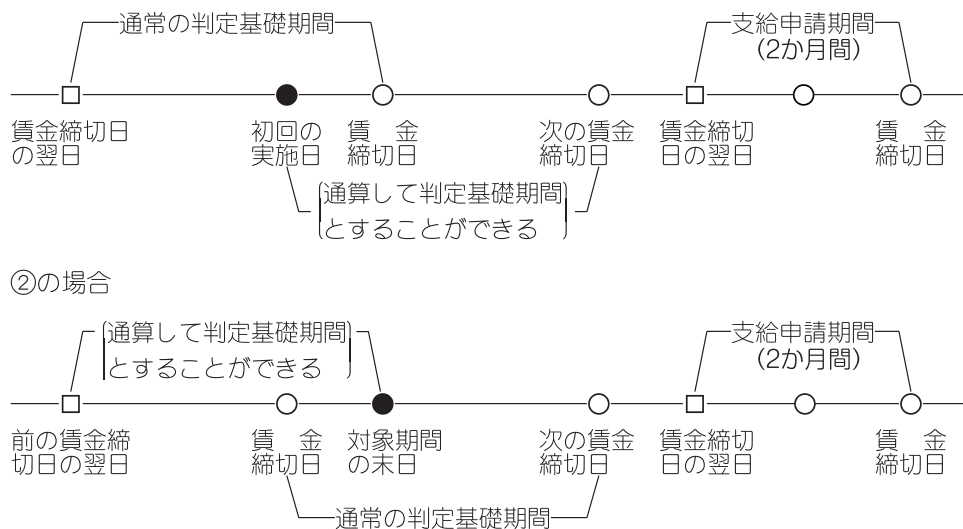 通常の判定基礎期間
支給申請期間
(2か月間)
賃金締切日
の翌日
初回の
実施日
賃　金
締切日
次の賃金
締切日
賃金締切
日の翌日
賃　金
締切日
通算して判定基礎期間
とすることができる
②の場合
通算して判定基礎期間
とすることができる
支給申請期間
(2か月間)
前の賃金締
切日の翌日
賃　金
締切日
対象期間
の末日
次の賃金
締切日
賃金締切
日の翌日
賃　金
締切日
通常の判定基礎期間